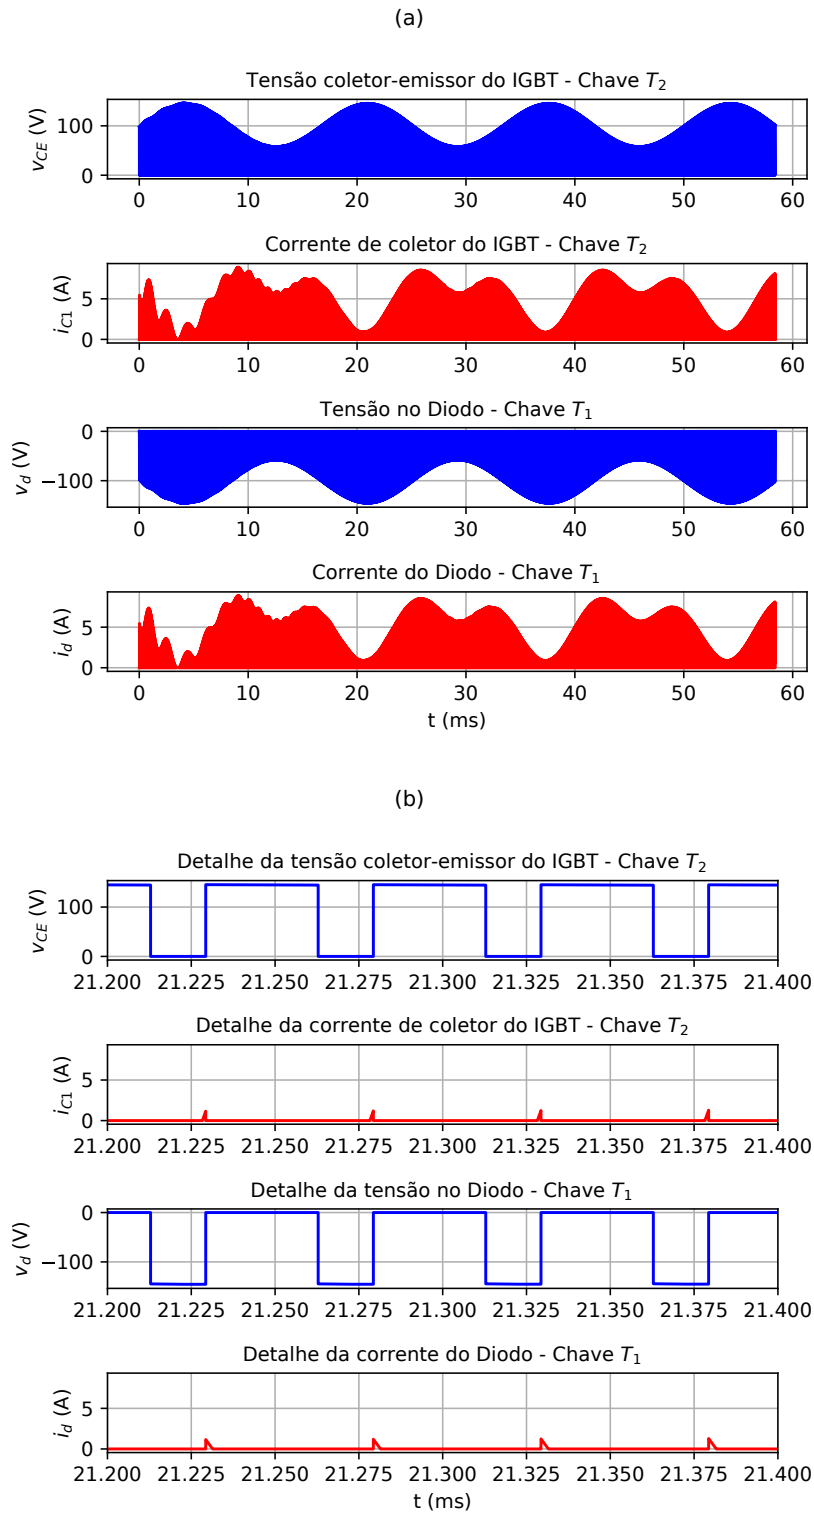 (a)
Tensão coletor-emissor do IGBT - Chave T₂
v_CE (V)
100
0
0 10 20 30 40 50 60
Corrente de coletor do IGBT - Chave T₂
i_C1 (A)
5
0
0 10 20 30 40 50 60
Tensão no Diodo - Chave T₁
v_d (V)
0
−100
0 10 20 30 40 50 60
Corrente do Diodo - Chave T₁
i_d (A)
5
0
0 10 20 30 40 50 60
t (ms)
(b)
Detalhe da tensão coletor-emissor do IGBT - Chave T₂
v_CE (V)
100
0
21.200 21.225 21.250 21.275 21.300 21.325 21.350 21.375 21.400
Detalhe da corrente de coletor do IGBT - Chave T₂
i_C1 (A)
5
0
21.200 21.225 21.250 21.275 21.300 21.325 21.350 21.375 21.400
Detalhe da tensão no Diodo - Chave T₁
v_d (V)
0
−100
21.200 21.225 21.250 21.275 21.300 21.325 21.350 21.375 21.400
Detalhe da corrente do Diodo - Chave T₁
i_d (A)
5
0
21.200 21.225 21.250 21.275 21.300 21.325 21.350 21.375 21.400
t (ms)